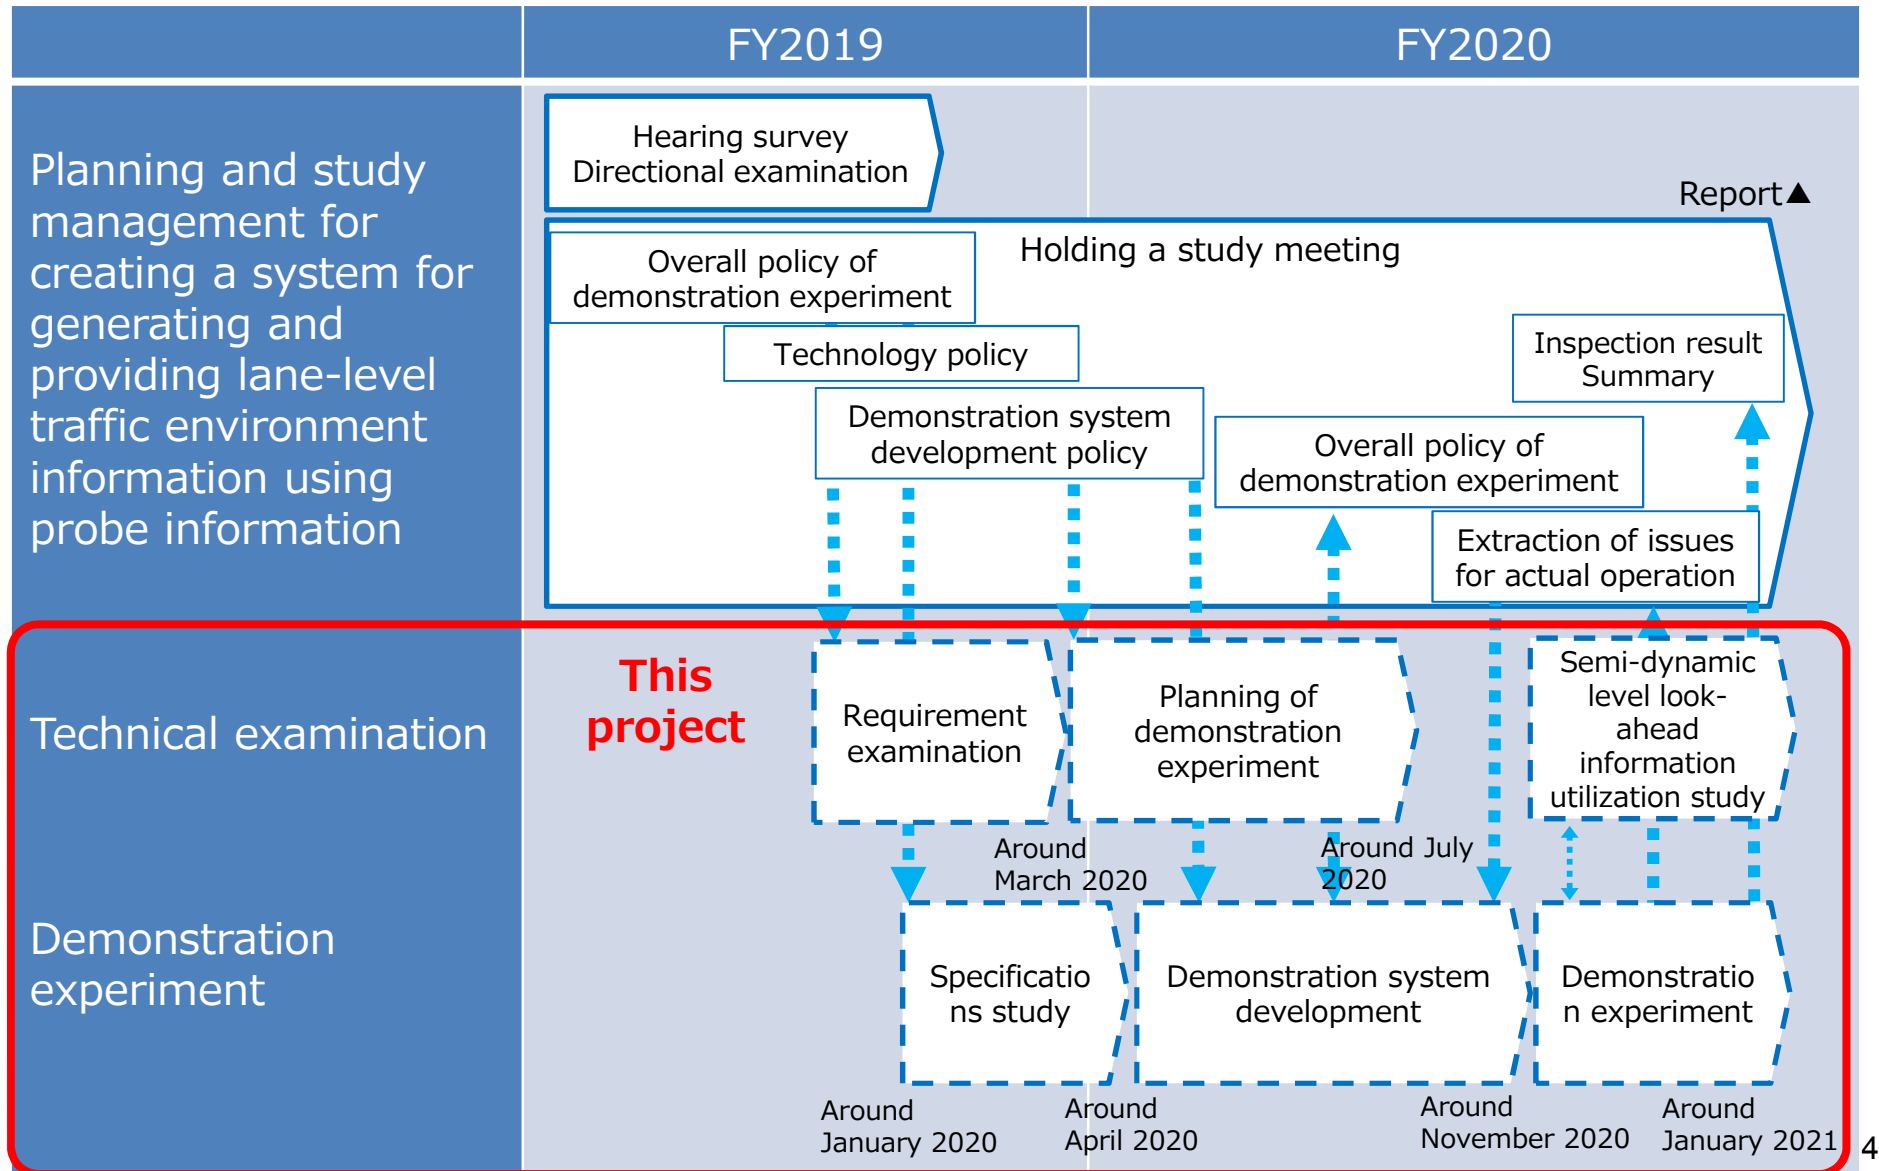 FY2019
FY2020
Planning and study
management for
creating a system for
generating and
providing lane-level
traffic environment
information using
probe information
Hearing survey
Directional examination
Report▲
Holding a study meeting
Overall policy of
demonstration experiment
Technology policy
Demonstration system
development policy
Overall policy of
demonstration experiment
Inspection result
Summary
Extraction of issues
for actual operation
Technical examination
This
project
Requirement
examination
Planning of
demonstration
experiment
Semi-dynamic
level look-
ahead
information
utilization study
Around
March 2020
Around July
2020
Demonstration
experiment
Specificatio
ns study
Demonstration system
development
Demonstratio
n experiment
Around
January 2020
Around
April 2020
Around
November 2020
Around
January 2021
4